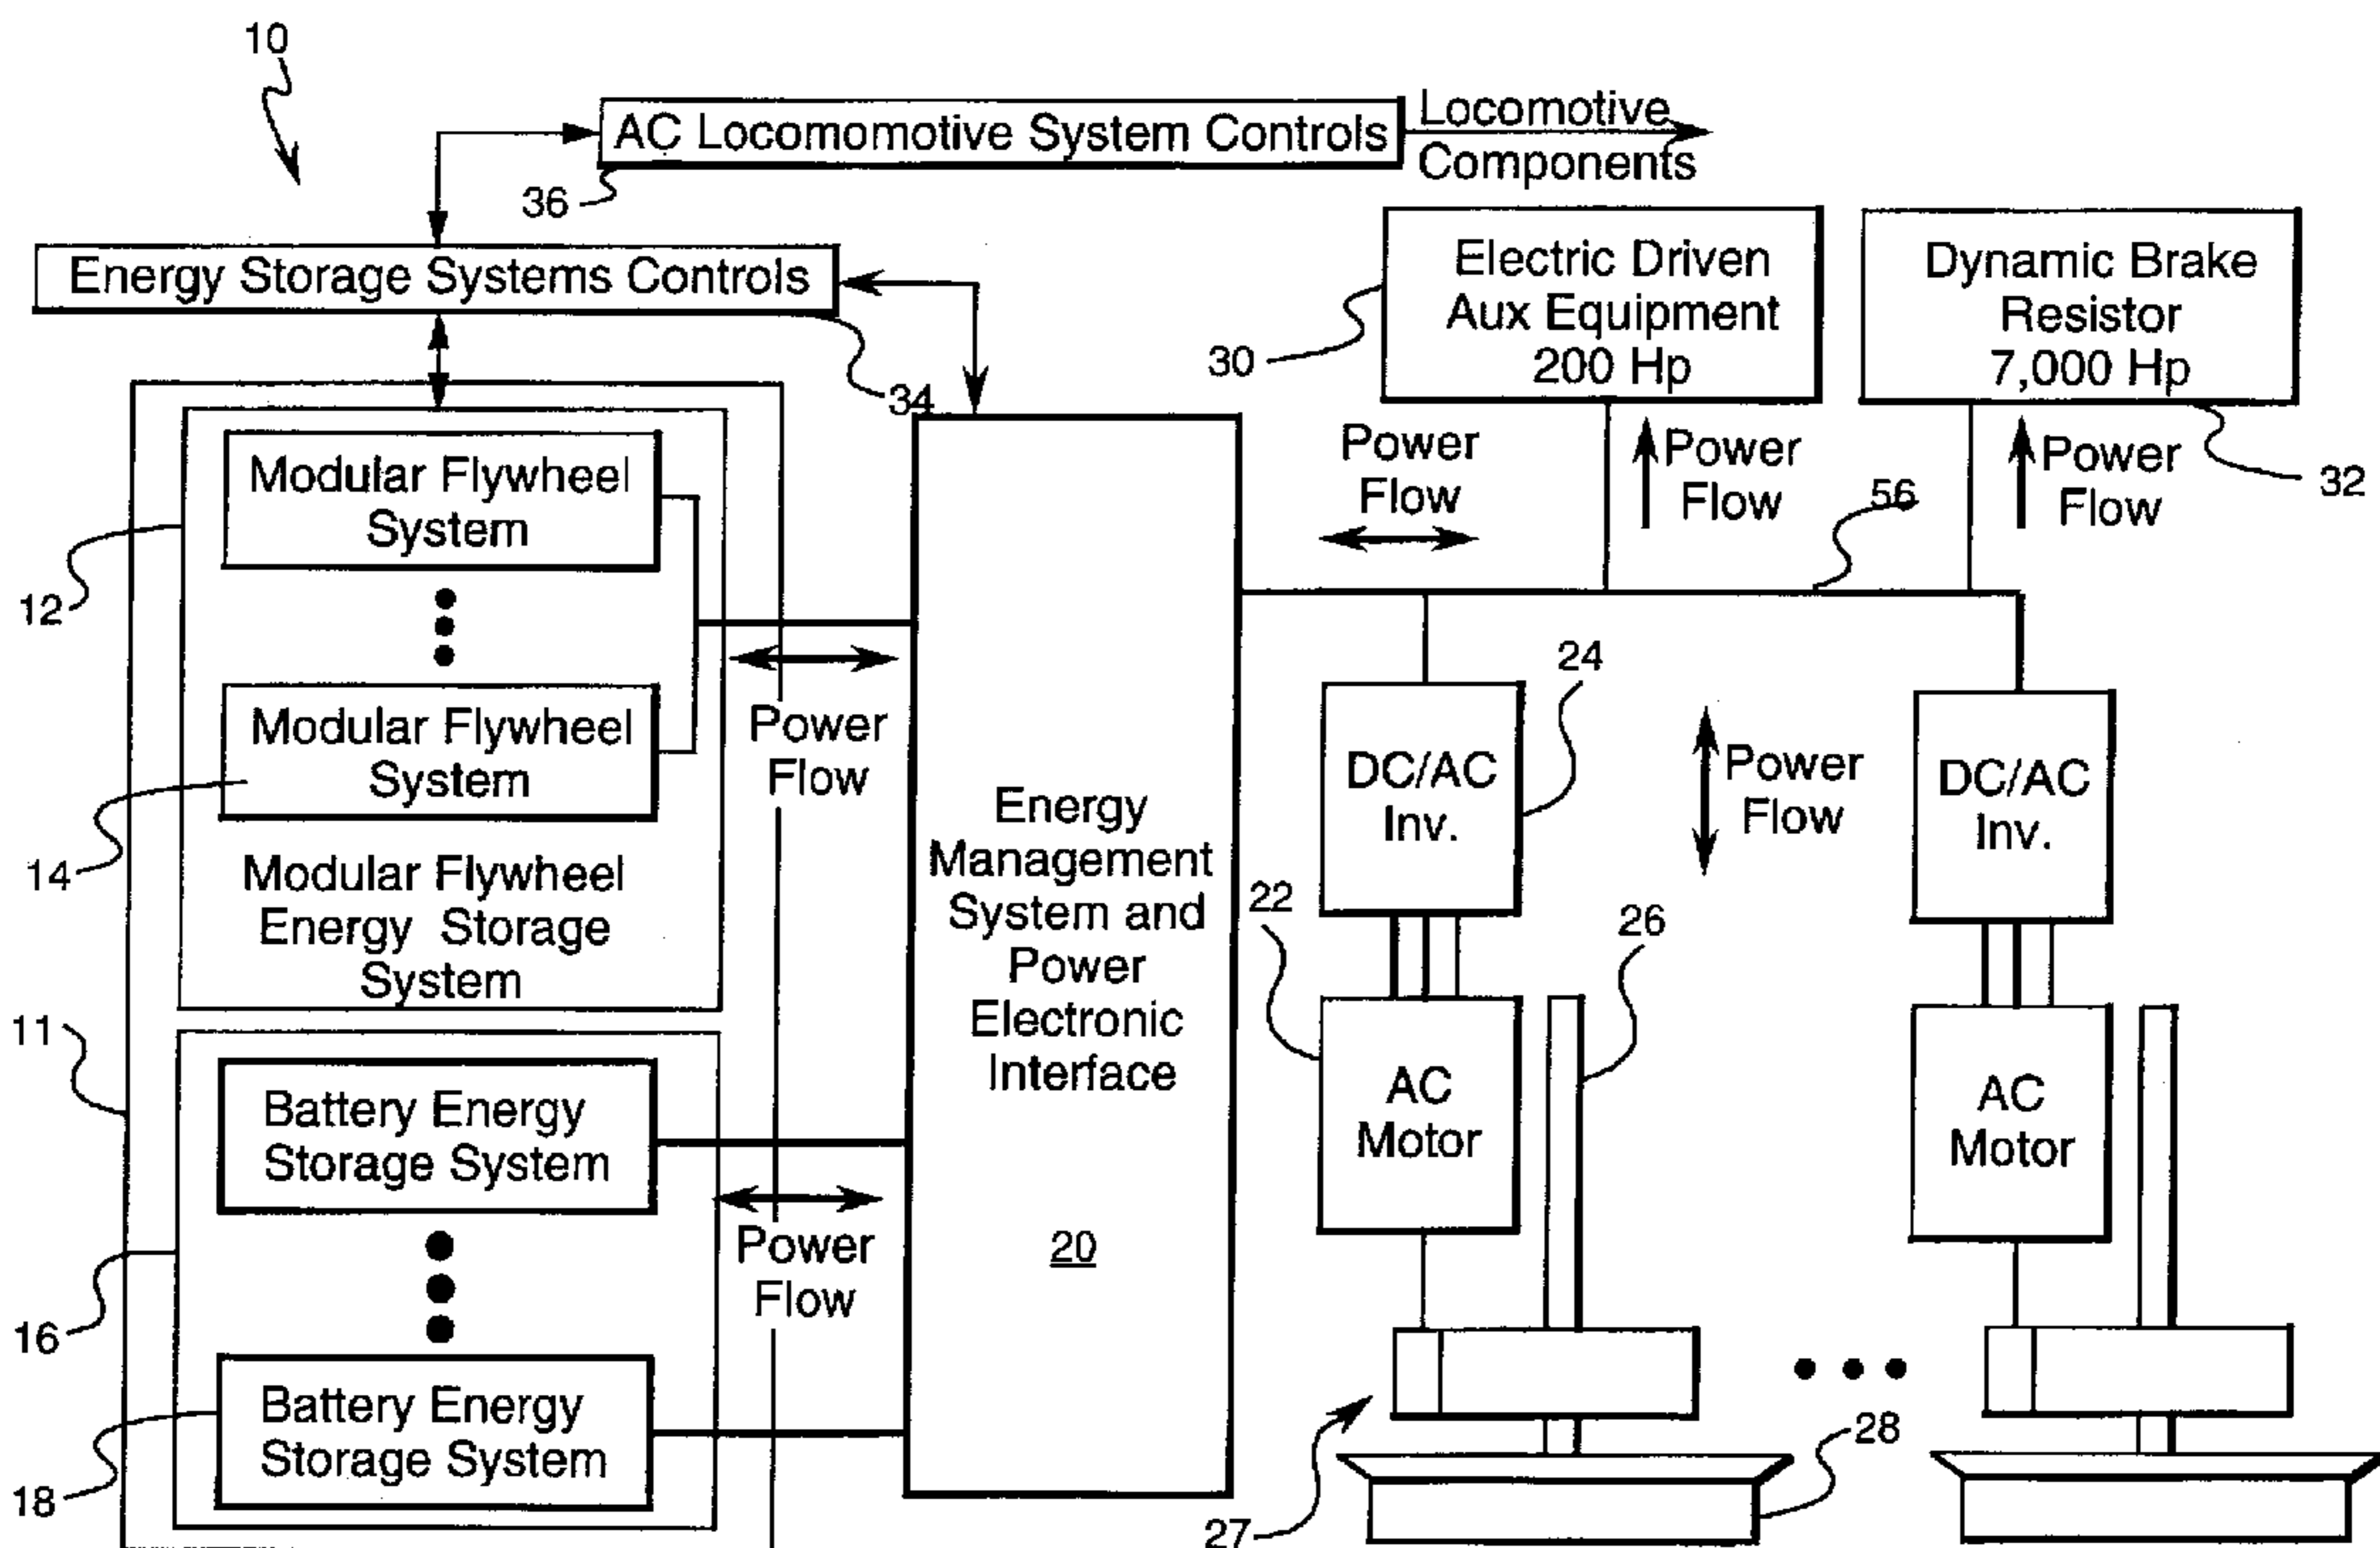 10
AC Locomomotive System Controls
Locomotive
Components
36
Energy Storage Systems Controls
34
Electric Driven
Aux Equipment
200 Hp
30
Dynamic Brake
Resistor
7,000 Hp
32
Power
Flow
Power
Flow
Power
Flow
56
Modular Flywheel
System
12
Modular Flywheel
System
14
Modular Flywheel
Energy Storage
System
Power
Flow
11
Battery Energy
Storage System
16
Battery Energy
Storage System
18
Power
Flow
Energy
Management
System and
Power
Electronic
Interface
20
24
DC/AC
Inv.
Power
Flow
DC/AC
Inv.
22
26
AC
Motor
AC
Motor
27
28